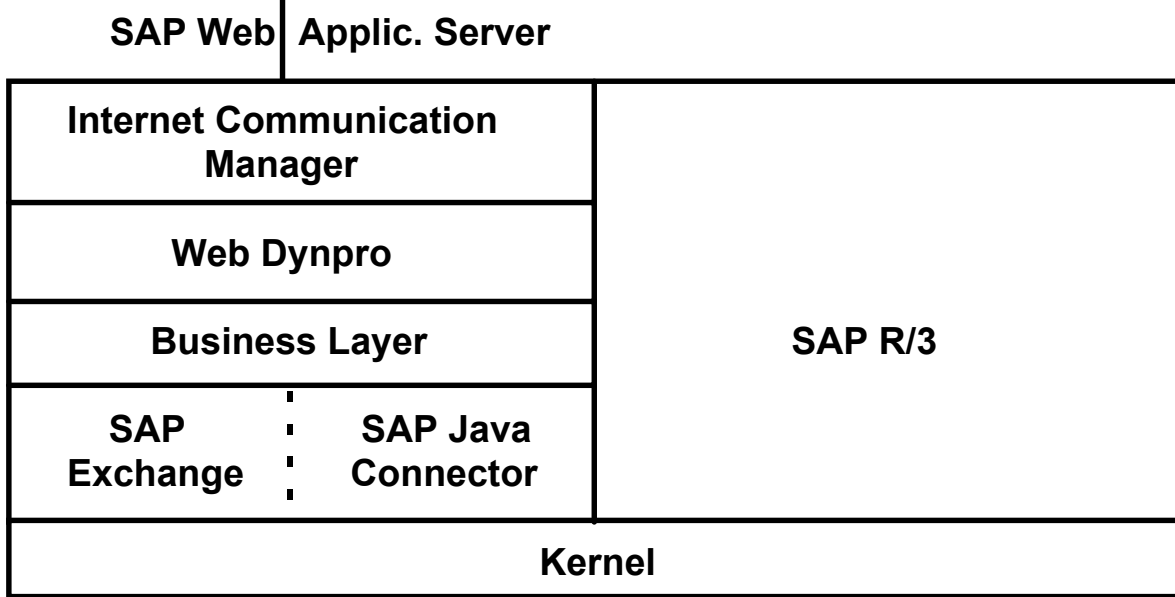 SAP Web Applic. Server
Internet Communication
Manager
Web Dynpro
Business Layer
SAP R/3
SAP
Exchange
SAP Java
Connector
Kernel